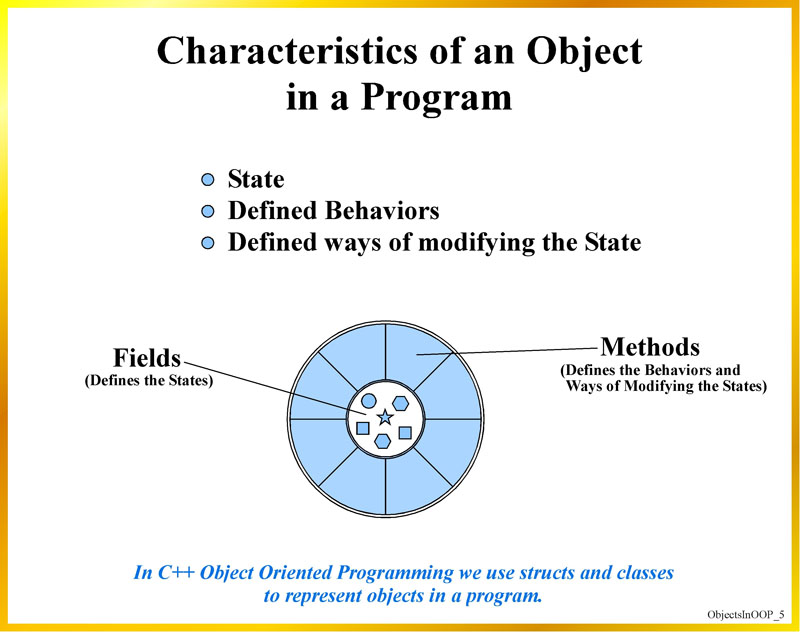 Characteristics of an Object
in a Program
State
Defined Behaviors
Defined ways of modifying the State
Fields
(Defines the States)
Methods
(Defines the Behaviors and
Ways of Modifying the States)
In C++ Object Oriented Programming we use structs and classes
to represent objects in a program.
ObjectsInOOP_5